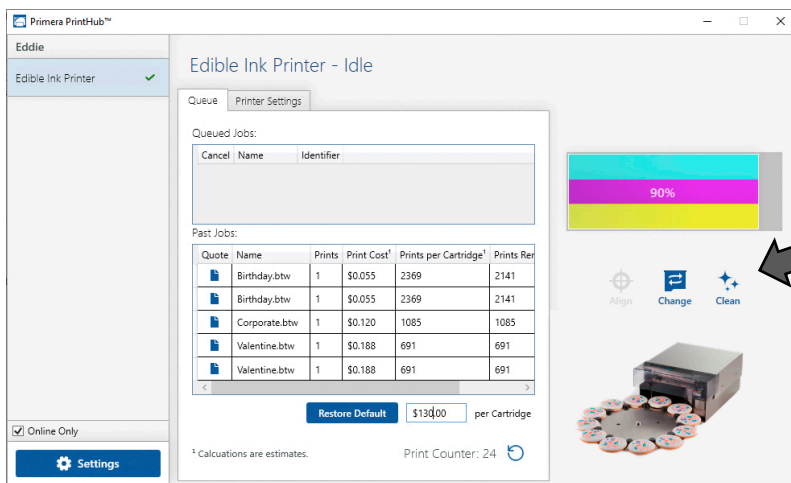 Primera PrintHub™
Eddie
Edible Ink Printer
Edible Ink Printer - Idle
Queue Printer Settings
Queued Jobs:
Cancel Name Identifier
90%
Past Jobs:
Quote Name Prints Print Cost¹ Prints per Cartridge¹ Prints Rer
Birthday.btw 1 $0.055 2369 2141
Birthday.btw 1 $0.055 2369 2141
Corporate.btw 1 $0.120 1085 1085
Valentine.btw 1 $0.188 691 691
Valentine.btw 1 $0.188 691 691
Align Change Clean
Restore Default $130.00 per Cartridge
Online Only
Settings
¹ Calcuations are estimates.
Print Counter: 24